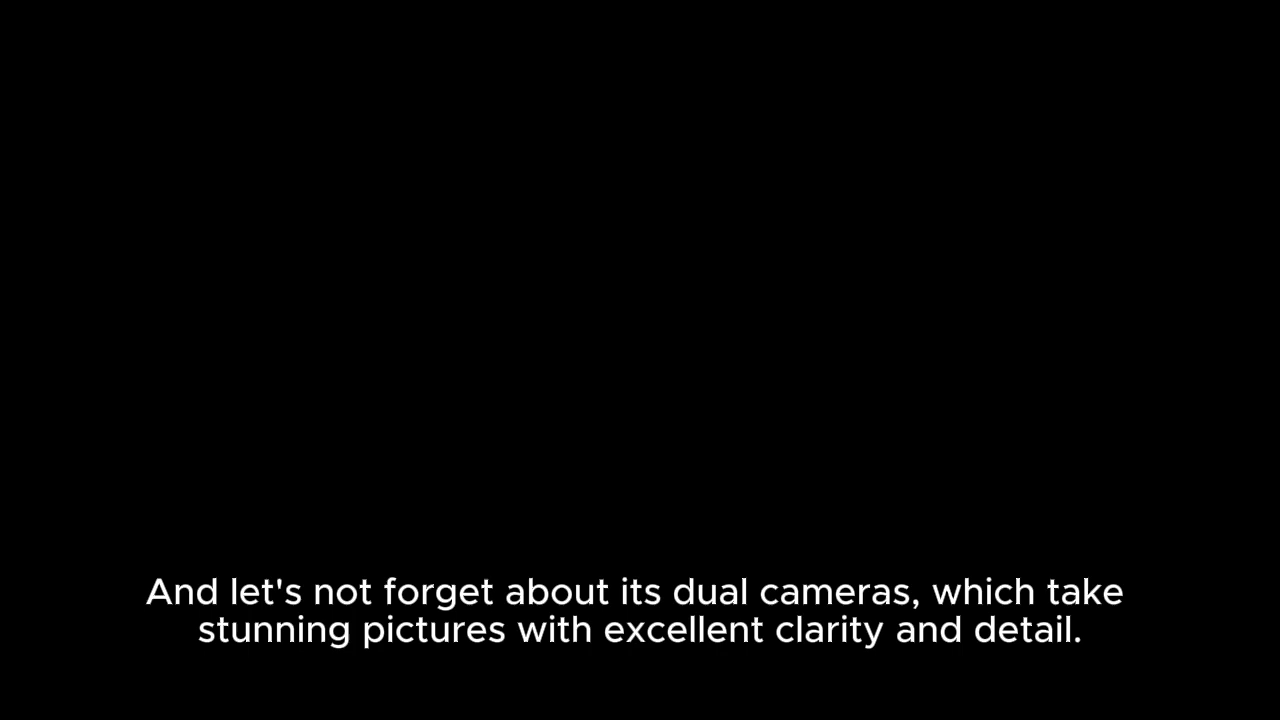 And let's not forget about its dual cameras, which take
stunning pictures with excellent clarity and detail.